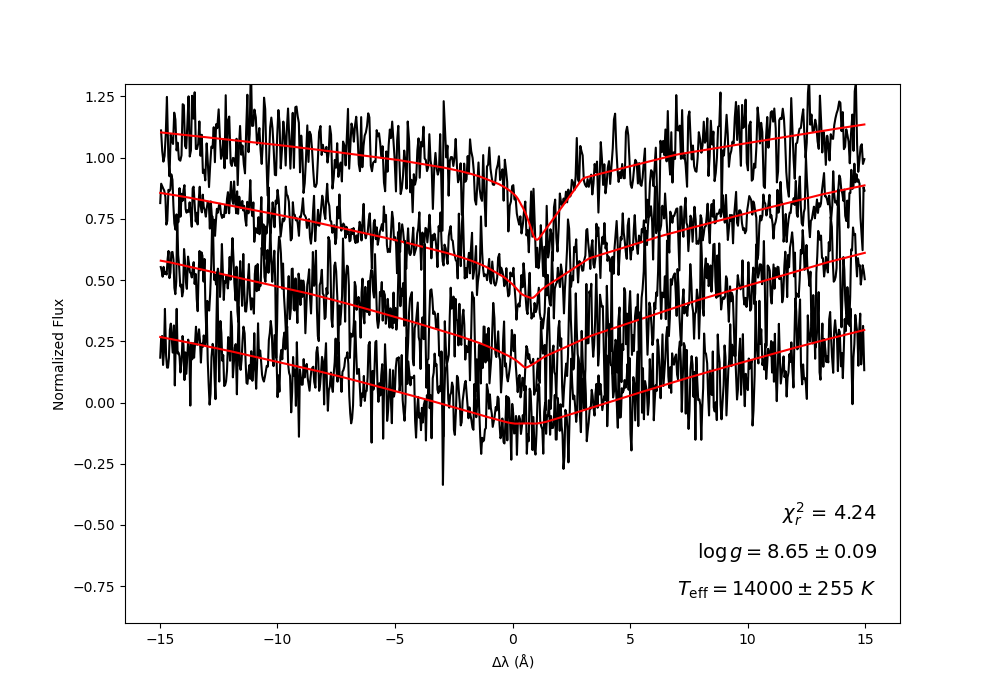 1.25
1.00
0.75
0.50
0.25
0.00
−0.25
−0.50
−0.75
Normalized Flux
χ²ᵣ = 4.24
log g = 8.65 ± 0.09
T_eff = 14000 ± 255 K
−15 −10 −5 0 5 10 15
Δλ (Å)